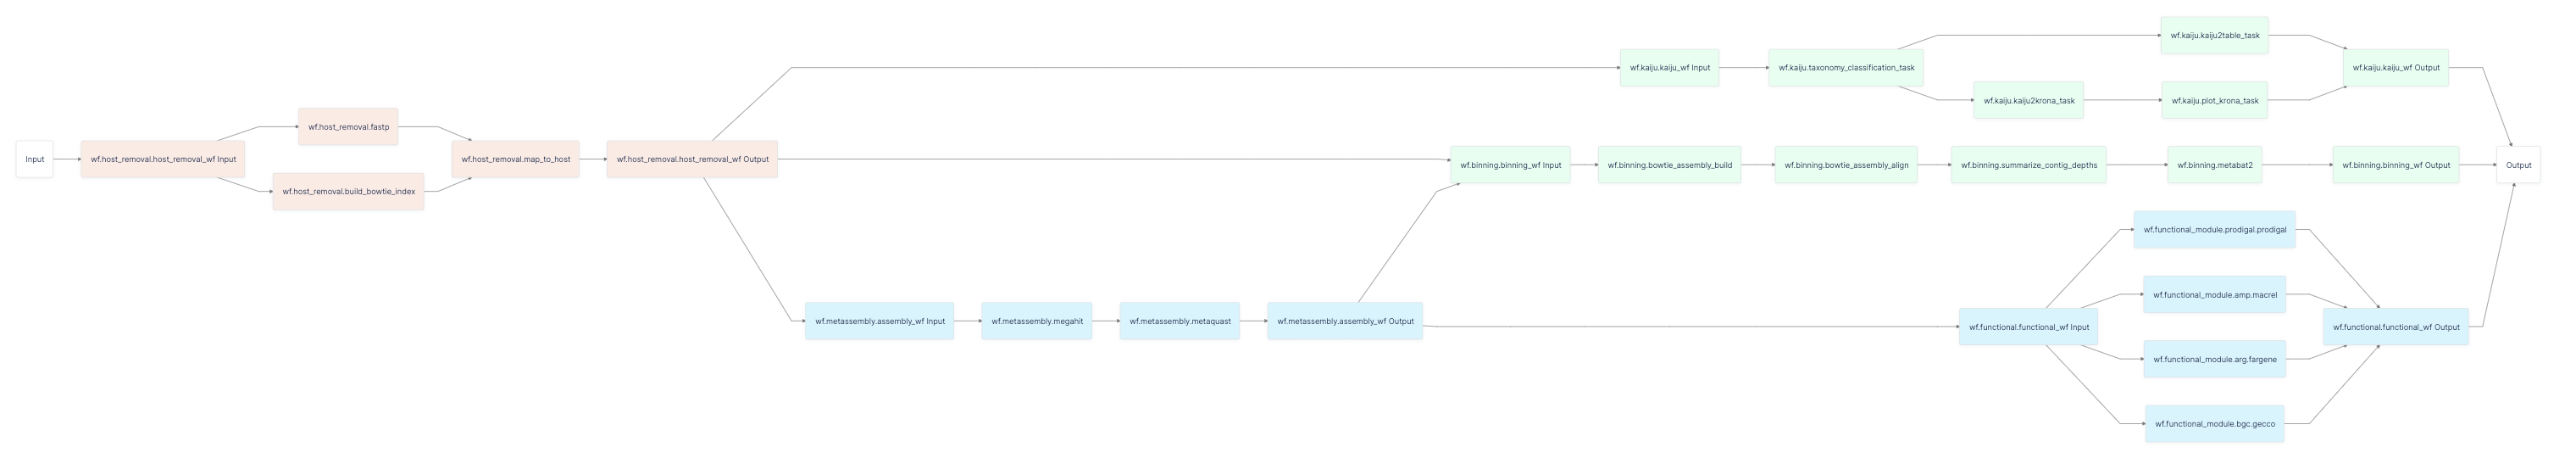 Input
wf.host_removal.host_removal_wf Input
wf.host_removal.fastp
wf.host_removal.build_bowtie_index
wf.host_removal.map_to_host
wf.host_removal.host_removal_wf Output
wf.kaiju.kaiju_wf Input
wf.kaiju.taxonomy_classification_task
wf.kaiju.kaiju2table_task
wf.kaiju.kaiju2krona_task
wf.kaiju.plot_krona_task
wf.kaiju.kaiju_wf Output
wf.binning.binning_wf Input
wf.binning.bowtie_assembly_build
wf.binning.bowtie_assembly_align
wf.binning.summarize_contig_depths
wf.binning.metabat2
wf.binning.binning_wf Output
Output
wf.metassembly.assembly_wf Input
wf.metassembly.megahit
wf.metassembly.metaquast
wf.metassembly.assembly_wf Output
wf.functional.functional_wf Input
wf.functional_module.prodigal.prodigal
wf.functional_module.amp.macrel
wf.functional_module.arg.fargene
wf.functional_module.bgc.gecco
wf.functional.functional_wf Output